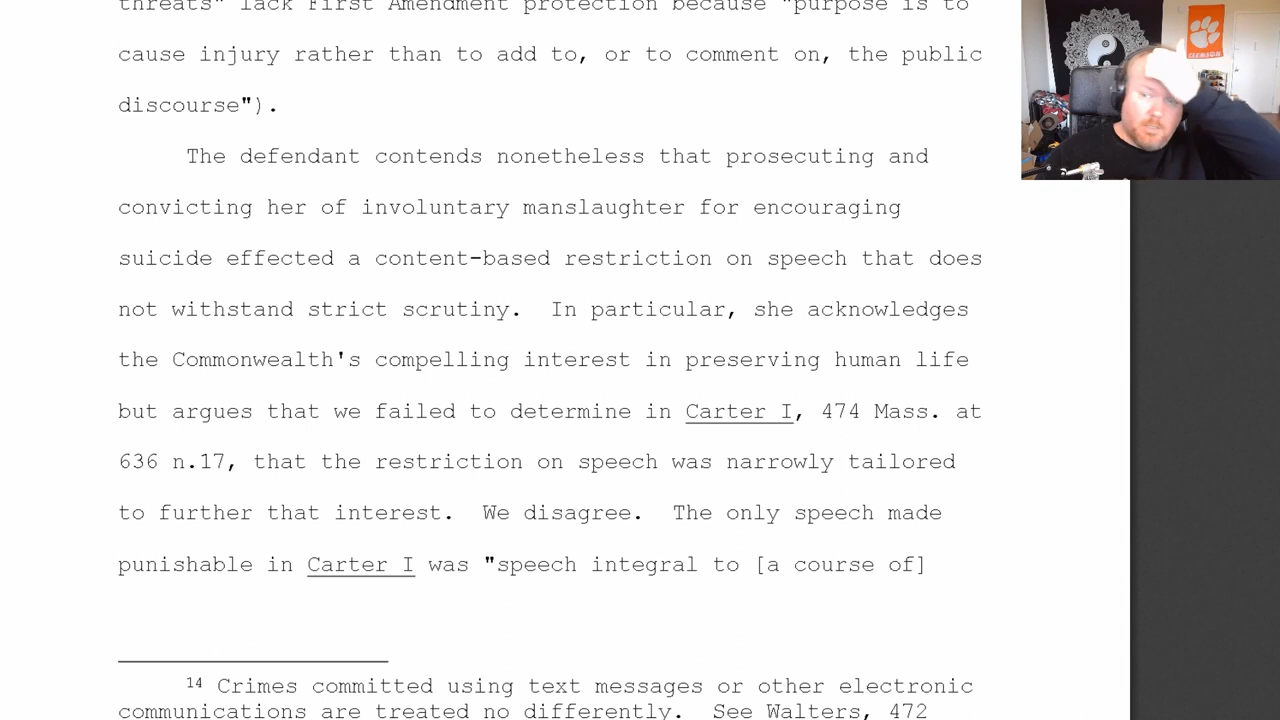 threats" lack First Amendment protection because "purpose is to
cause injury rather than to add to, or to comment on, the public
discourse").
The defendant contends nonetheless that prosecuting and
convicting her of involuntary manslaughter for encouraging
suicide effected a content-based restriction on speech that does
not withstand strict scrutiny.  In particular, she acknowledges
the Commonwealth's compelling interest in preserving human life
but argues that we failed to determine in Carter I, 474 Mass. at
636 n.17, that the restriction on speech was narrowly tailored
to further that interest.  We disagree.  The only speech made
punishable in Carter I was "speech integral to [a course of]
14 Crimes committed using text messages or other electronic
communications are treated no differently.  See Walters, 472
CLEMSON